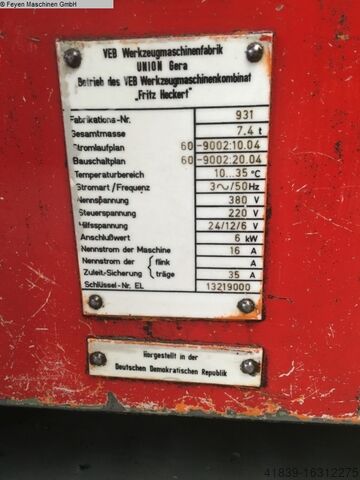 © Feyen Maschinen GmbH
VEB Werkzeugmaschinenfabrik
UNION Gera
Betrieb des VEB Werkzeugmaschinenkombinat
„Fritz Heckert"
Fabrikations-Nr. 931
Gesamtmasse 7.4 t
Stromlaufplan 60-9002:10.04
Bauschaltplan 60-9002:20.04
Temperaturbereich 10...35 °C
Stromart/Frequenz 3~/50Hz
Nennspannung 380 V
Steuerspannung 220 V
Hilfsspannung 24/12/6 V
Anschlußwert 6 kW
Nennstrom der Maschine 16 A
Nennstrom der flink A
Zuleit.-Sicherung träge 35 A
Schlüssel-Nr. EL 13219000
Hergestellt in der
Deutschen Demokratischen Republik
41839-16312275